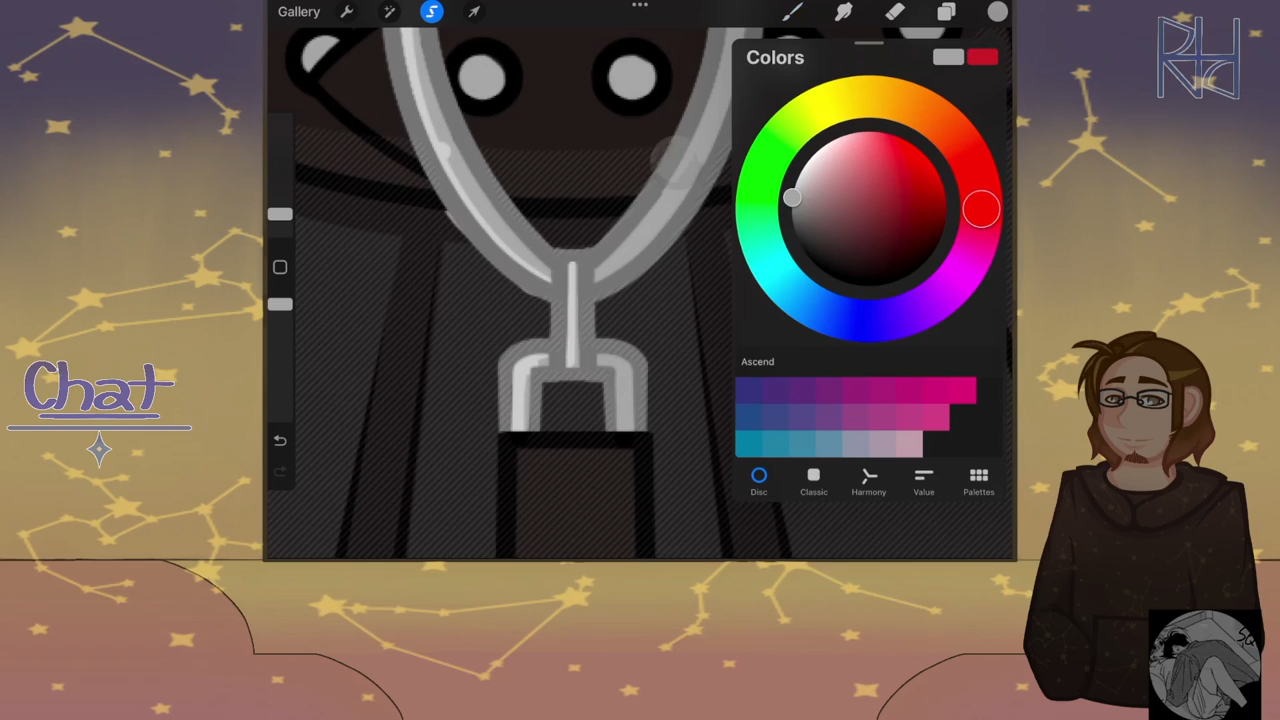 Gallery
Colors
Chat
Ascend
Disc
Classic
Harmony
Value
Palettes